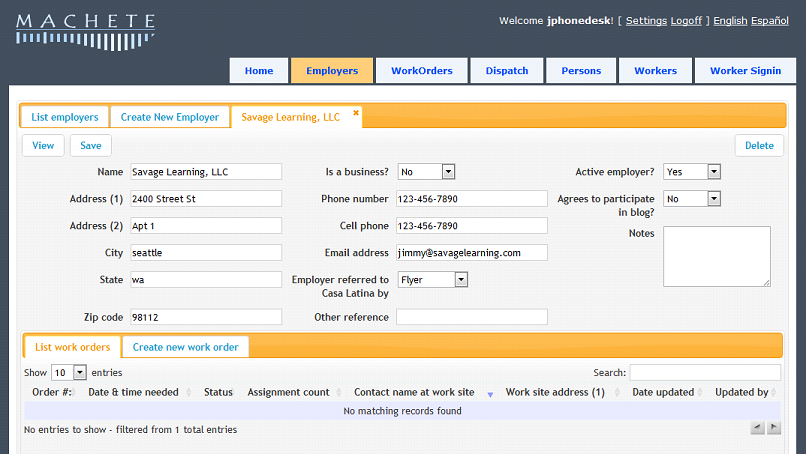 MACHETE
Welcome jphonedesk! [ Settings Logoff ] English Español
Home Employers WorkOrders Dispatch Persons Workers Worker Signin
List employers Create New Employer Savage Learning, LLC ×
View Save Delete
Name Savage Learning, LLC Is a business? No Active employer? Yes
Address (1) 2400 Street St Phone number 123-456-7890 Agrees to participate in blog? No
Address (2) Apt 1 Cell phone 123-456-7890 Notes
City seattle Email address jimmy@savagelearning.com
State wa Employer referred to Casa Latina by Flyer
Zip code 98112 Other reference
List work orders Create new work order
Show 10 entries Search:
Order #: Date & time needed Status Assignment count Contact name at work site Work site address (1) Date updated Updated by
No matching records found
No entries to show - filtered from 1 total entries